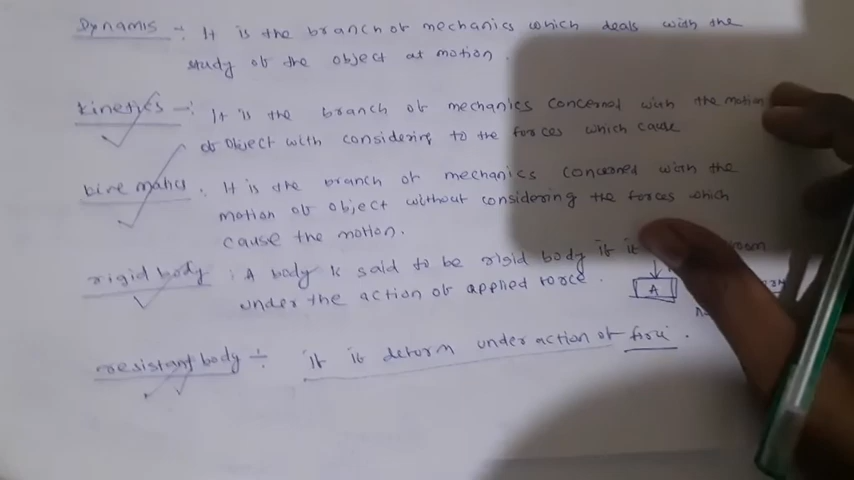 Dynamis :- It is the branch of mechanics which deals with the
study of the object at motion.
kinetics :- It is the branch of mechanics concerned with the motion
of object with considering to the forces which cause
kinematics. It is the branch of mechanics concerned with the
motion of object without considering the forces which
cause the motion.
rigid body : A body is said to be rigid body if it
under the action of applied force.
A
resistant body ÷ if it deform under action of